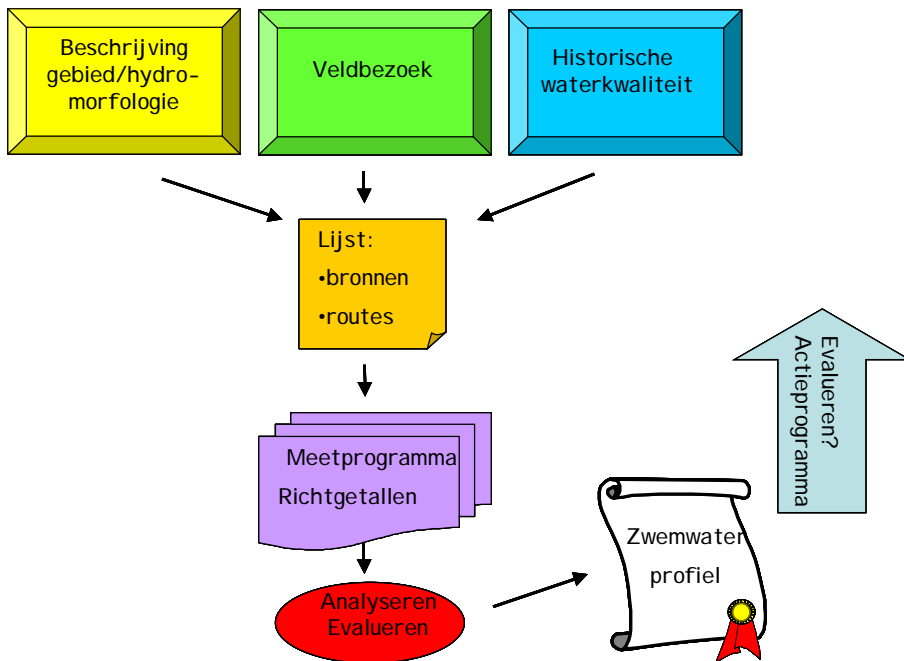 Beschrijving
gebied/hydro-
morfologie
Veldbezoek
Historische
waterkwaliteit
Lijst:
•bronnen
•routes
Meetprogramma
Richtgetallen
Analyseren
Evalueren
Zwemwater
profiel
Evalueren?
Actieprogramma